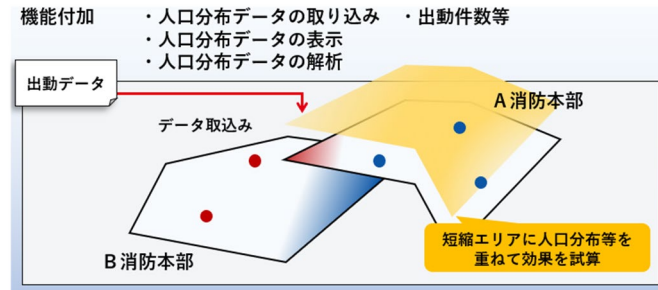 機能付加　・人口分布データの取り込み　・出動件数等
・人口分布データの表示
・人口分布データの解析
出動データ
データ取込み
A消防本部
B消防本部
短縮エリアに人口分布等を
重ねて効果を試算